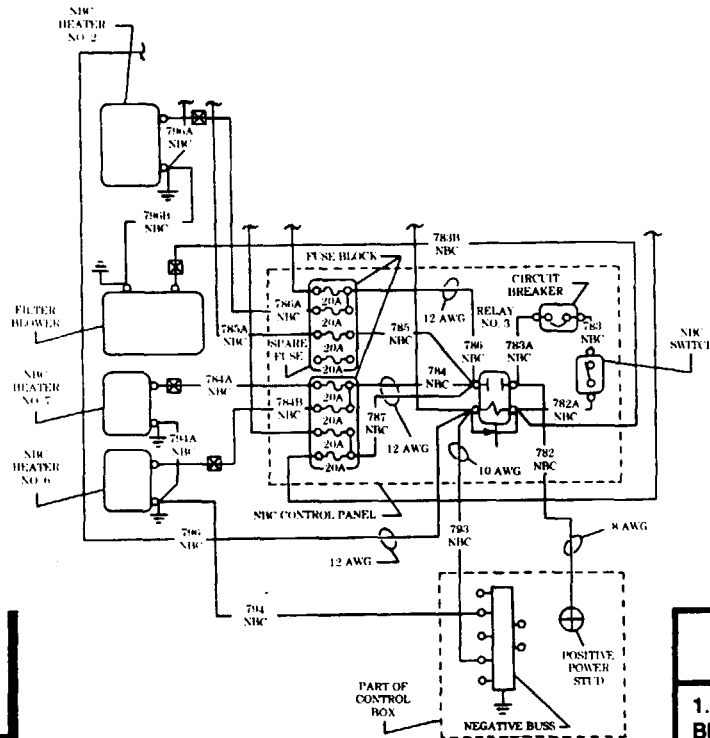 NBC
HEATER
NO. 2
796A
NBC
796B
NBC
FILTER
BLOWER
NBC
HEATER
NO. 7
NBC
HEATER
NO. 6
784A
NBC
784B
NBC
794A
NBC
796
NBC
794
NBC
786A
NBC
785A
NBC
SPARE
FUSE
FUSE BLOCK
20A
20A
20A
20A
20A
20A
20A
20A
785
NBC
784
NBC
787
NBC
12 AWG
12 AWG
12 AWG
783B
NBC
RELAY
NO. 3
786
NBC
783A
NBC
CIRCUIT
BREAKER
783
NBC
NBC
SWITCH
782A
NBC
782
NBC
10 AWG
793
NBC
8 AWG
NBC CONTROL PANEL
PART OF
CONTROL
BOX
NEGATIVE BUSS
POSITIVE
POWER
STUD
1.